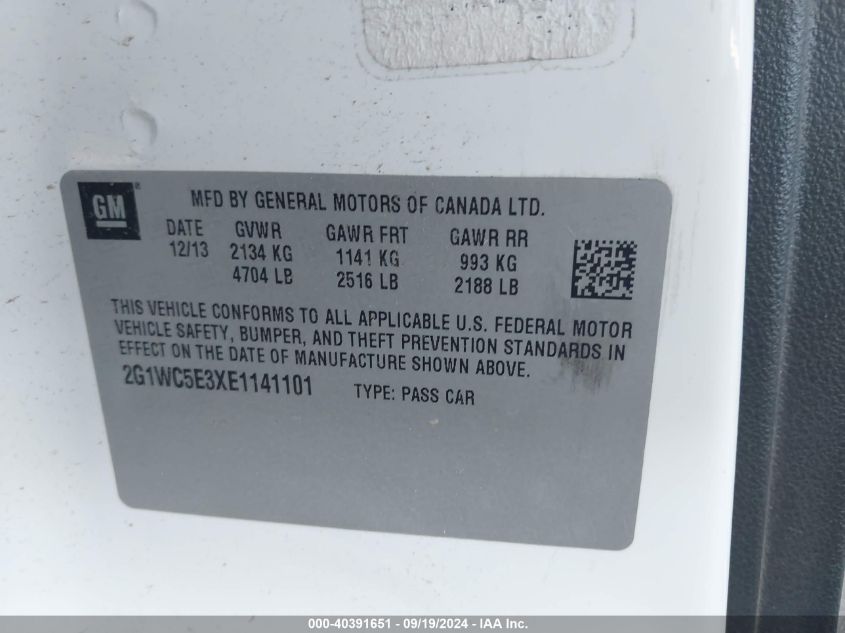 GM
MFD BY GENERAL MOTORS OF CANADA LTD.
DATE GVWR GAWR FRT GAWR RR
12/13 2134 KG 1141 KG 993 KG
4704 LB 2516 LB 2188 LB
THIS VEHICLE CONFORMS TO ALL APPLICABLE U.S. FEDERAL MOTOR
VEHICLE SAFETY, BUMPER, AND THEFT PREVENTION STANDARDS IN
EFFECT ON THE DATE OF MANUFACTURE SHOWN ABOVE.
2G1WC5E3XE1141101 TYPE: PASS CAR
000-40391651 - 09/19/2024 - IAA Inc.